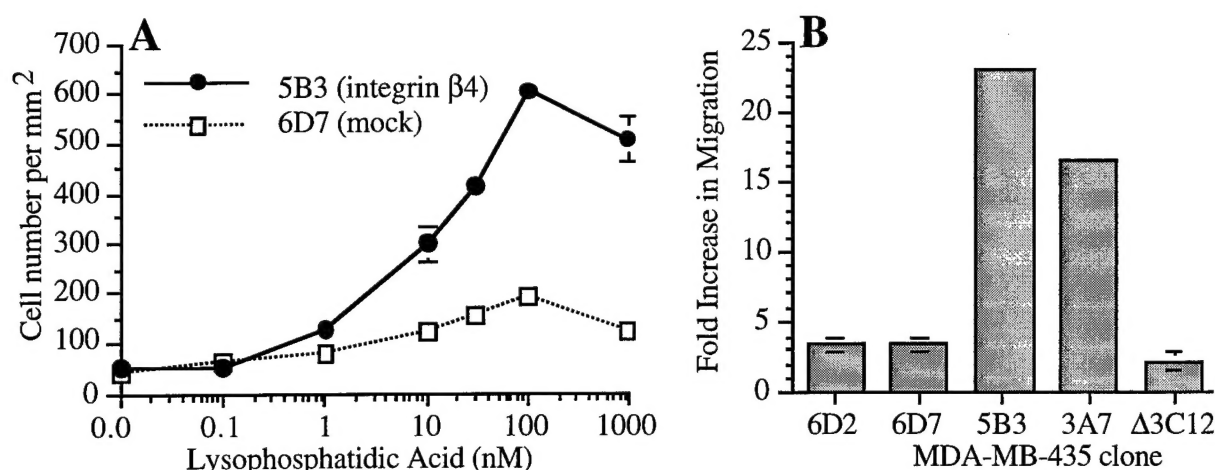 A
700
600
500
400
300
200
100
0
Cell number per mm 2
5B3 (integrin β4)
6D7 (mock)
0.0 0.1 1 10 100 1000
Lysophosphatidic Acid (nM)
B
25
20
15
10
5
0
Fold Increase in Migration
6D2 6D7 5B3 3A7 Δ3C12
MDA-MB-435 clone